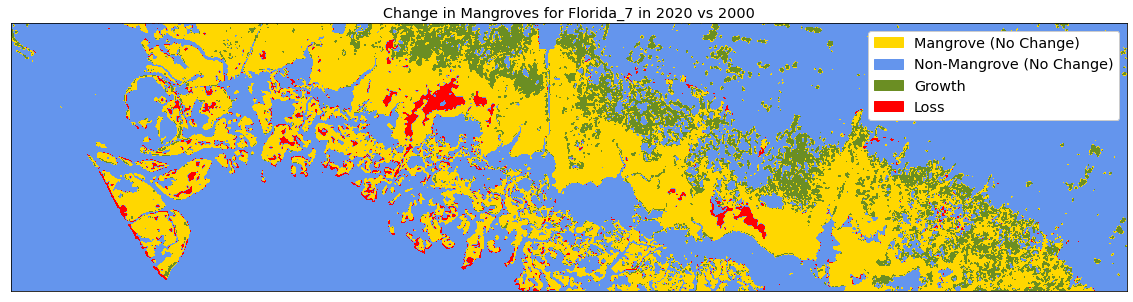 Change in Mangroves for Florida_7 in 2020 vs 2000
Mangrove (No Change)
Non-Mangrove (No Change)
Growth
Loss